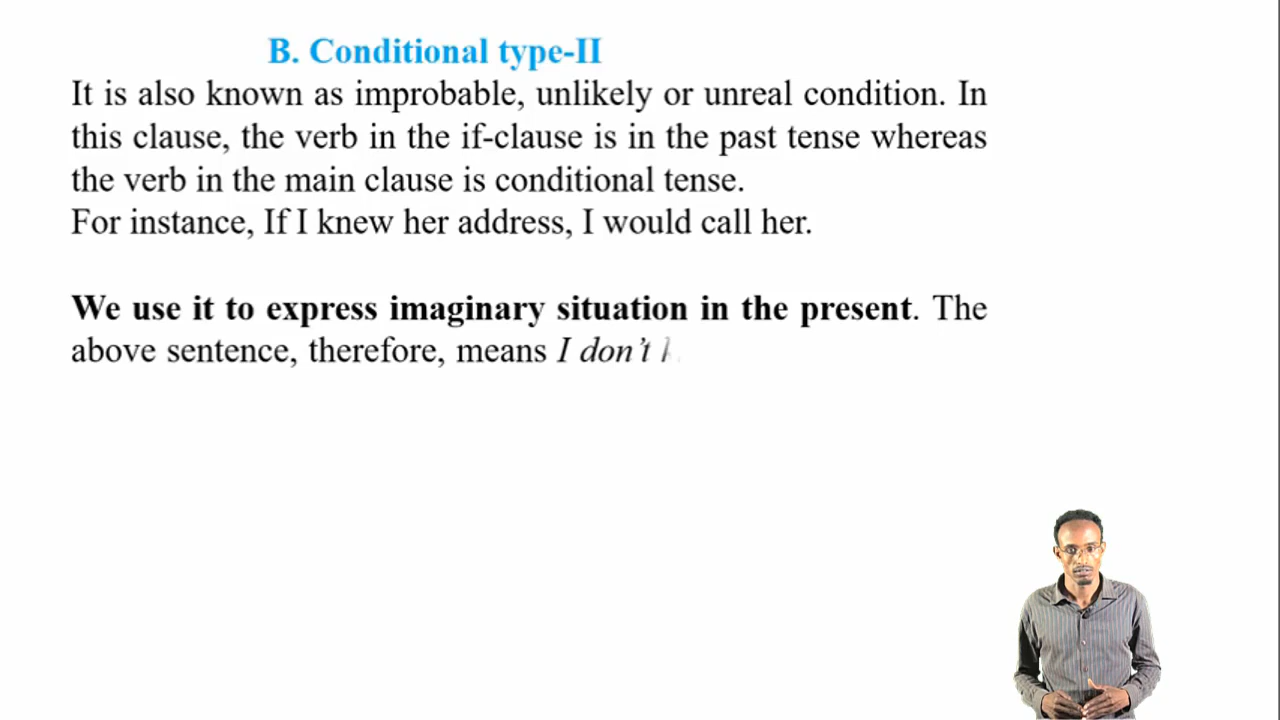 B. Conditional type-II
It is also known as improbable, unlikely or unreal condition. In
this clause, the verb in the if-clause is in the past tense whereas
the verb in the main clause is conditional tense.
For instance, If I knew her address, I would call her.
We use it to express imaginary situation in the present. The
above sentence, therefore, means I don’t